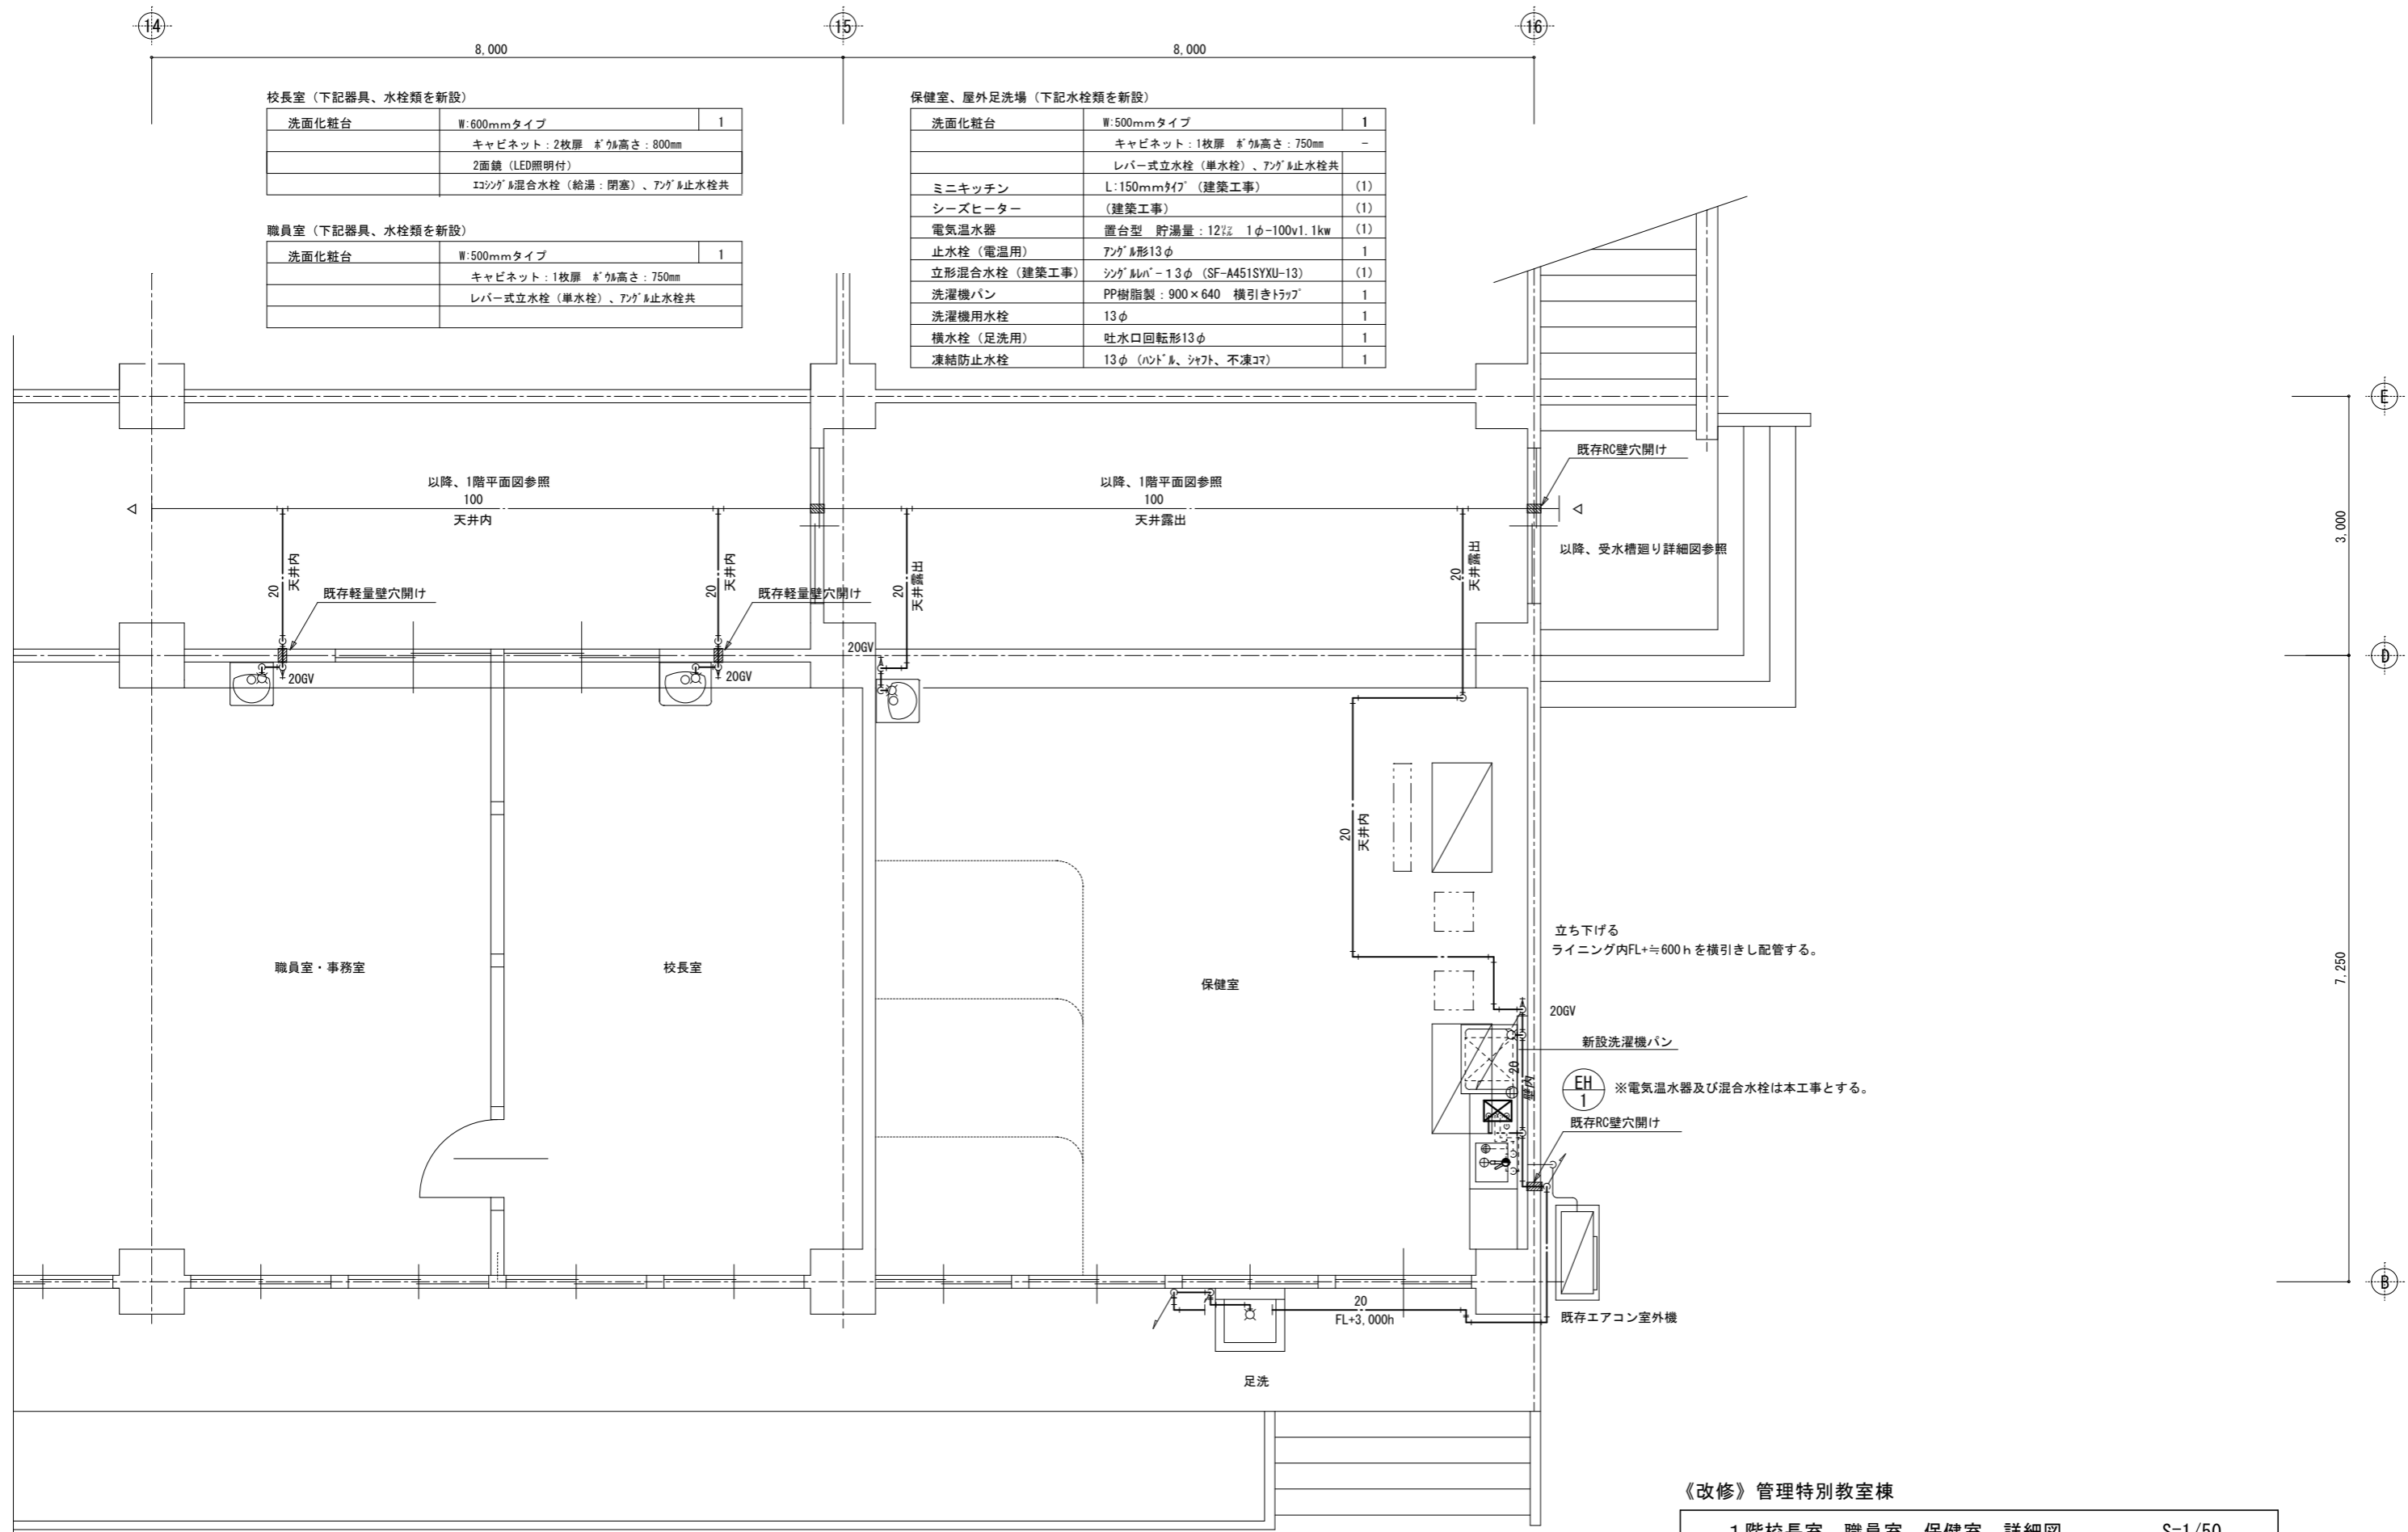 14
15
16
8,000
8,000
校長室（下記器具、水栓類を新設）
洗面化粧台 W:600mmタイプ 1
キャビネット：2枚扉 ﾎﾞｳﾙ高さ：800mm
2面鏡（LED照明付）
ｴｺｼﾝｸﾞﾙ混合水栓（給湯：閉塞）、ｱﾝｸﾞﾙ止水栓共
職員室（下記器具、水栓類を新設）
洗面化粧台 W:500mmタイプ 1
キャビネット：1枚扉 ﾎﾞｳﾙ高さ：750mm
レバー式立水栓（単水栓）、ｱﾝｸﾞﾙ止水栓共
保健室、屋外足洗場（下記水栓類を新設）
洗面化粧台 W:500mmタイプ 1
キャビネット：1枚扉 ﾎﾞｳﾙ高さ：750mm -
レバー式立水栓（単水栓）、ｱﾝｸﾞﾙ止水栓共
ミニキッチン L:150mmﾀｲﾌﾟ（建築工事） (1)
シーズヒーター （建築工事） (1)
電気温水器 置台型 貯湯量：12㍑ 1φ-100v1.1kw (1)
止水栓（電温用） ｱﾝｸﾞﾙ形13φ 1
立形混合水栓（建築工事） ｼﾝｸﾞﾙﾚﾊﾞｰ13φ（SF-A451SYXU-13） (1)
洗濯機パン PP樹脂製：900×640 横引きﾄﾗｯﾌﾟ 1
洗濯機用水栓 13φ 1
横水栓（足洗用） 吐水口回転形13φ 1
凍結防止水栓 13φ（ﾊﾝﾄﾞﾙ、ｼｬﾌﾄ、不凍ｺﾏ） 1
E
既存RC壁穴開け
以降、1階平面図参照
100
天井内
以降、1階平面図参照
100
天井露出
3,000
以降、受水槽廻り詳細図参照
20
天井内
20
天井内
20
天井露出
20
天井露出
既存軽量壁穴開け
既存軽量壁穴開け
20GV
D
20GV
20GV
20
天井内
立ち下げる
ライニング内FL+≒600hを横引きし配管する。
職員室・事務室
校長室
保健室
7,250
20GV
新設洗濯機パン
20
壁内
EH
1
※電気温水器及び混合水栓は本工事とする。
既存RC壁穴開け
B
20
FL+3,000h
既存エアコン室外機
足洗
《改修》管理特別教室棟
1階校長室、職員室、保健室 詳細図 S=1/50